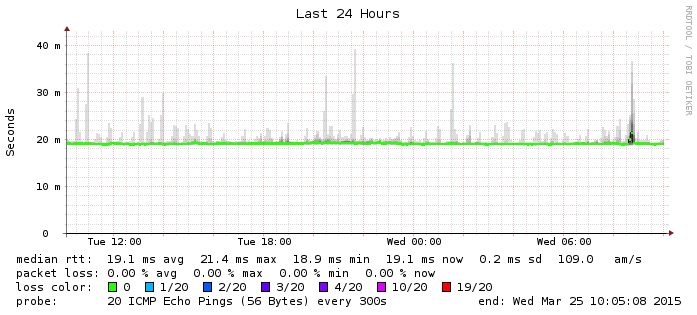 Last 24 Hours
RRDTOOL / TOBI OETIKER
Seconds
40 m
30 m
20 m
10 m
0
Tue 12:00 Tue 18:00 Wed 00:00 Wed 06:00
median rtt: 19.1 ms avg 21.4 ms max 18.9 ms min 19.1 ms now 0.2 ms sd 109.0 am/s
packet loss: 0.00 % avg 0.00 % max 0.00 % min 0.00 % now
loss color: 0 1/20 2/20 3/20 4/20 10/20 19/20
probe: 20 ICMP Echo Pings (56 Bytes) every 300s end: Wed Mar 25 10:05:08 2015